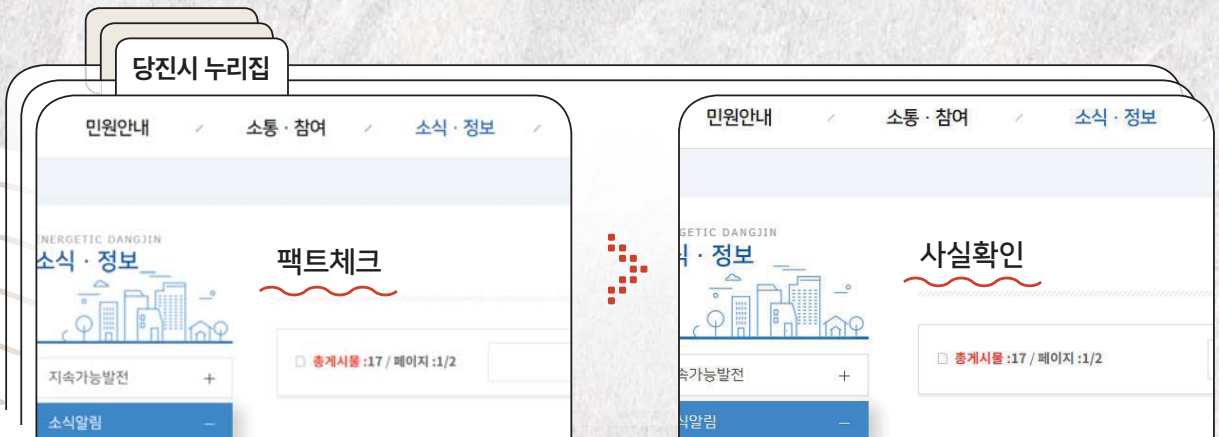 당진시 누리집
민원안내 / 소통 · 참여 / 소식 · 정보 /
ENERGETIC DANGJIN
소식 · 정보
팩트체크
총게시물 :17 / 페이지 :1/2
지속가능발전 +
소식알림 −
민원안내 / 소통 · 참여 / 소식 · 정보
GETIC DANGJIN
식 · 정보
사실확인
총게시물 :17 / 페이지 :1/2
속가능발전 +
식알림 −